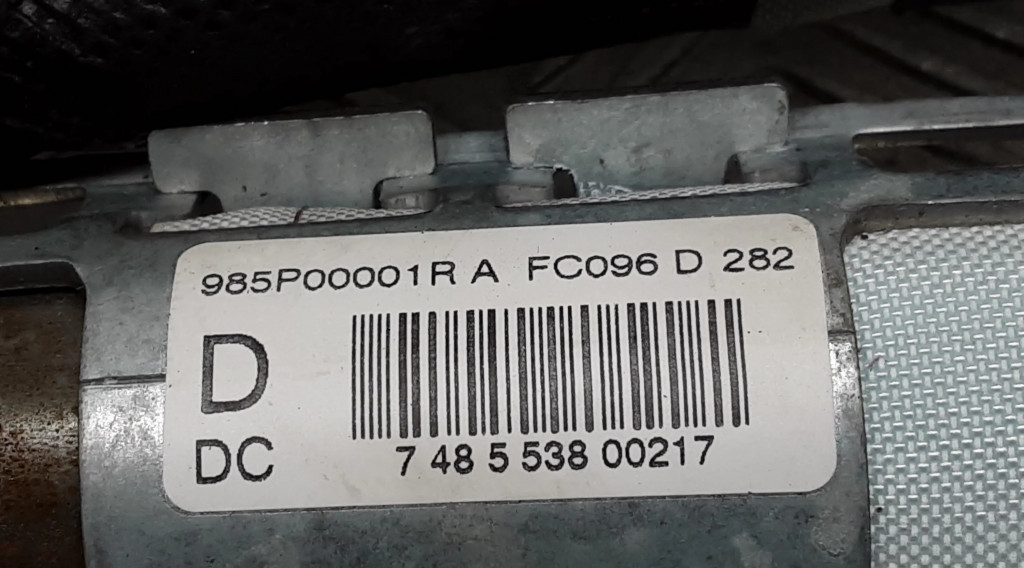 985P00001R A FC096 D 282
D
DC
7 48 5 538 00217